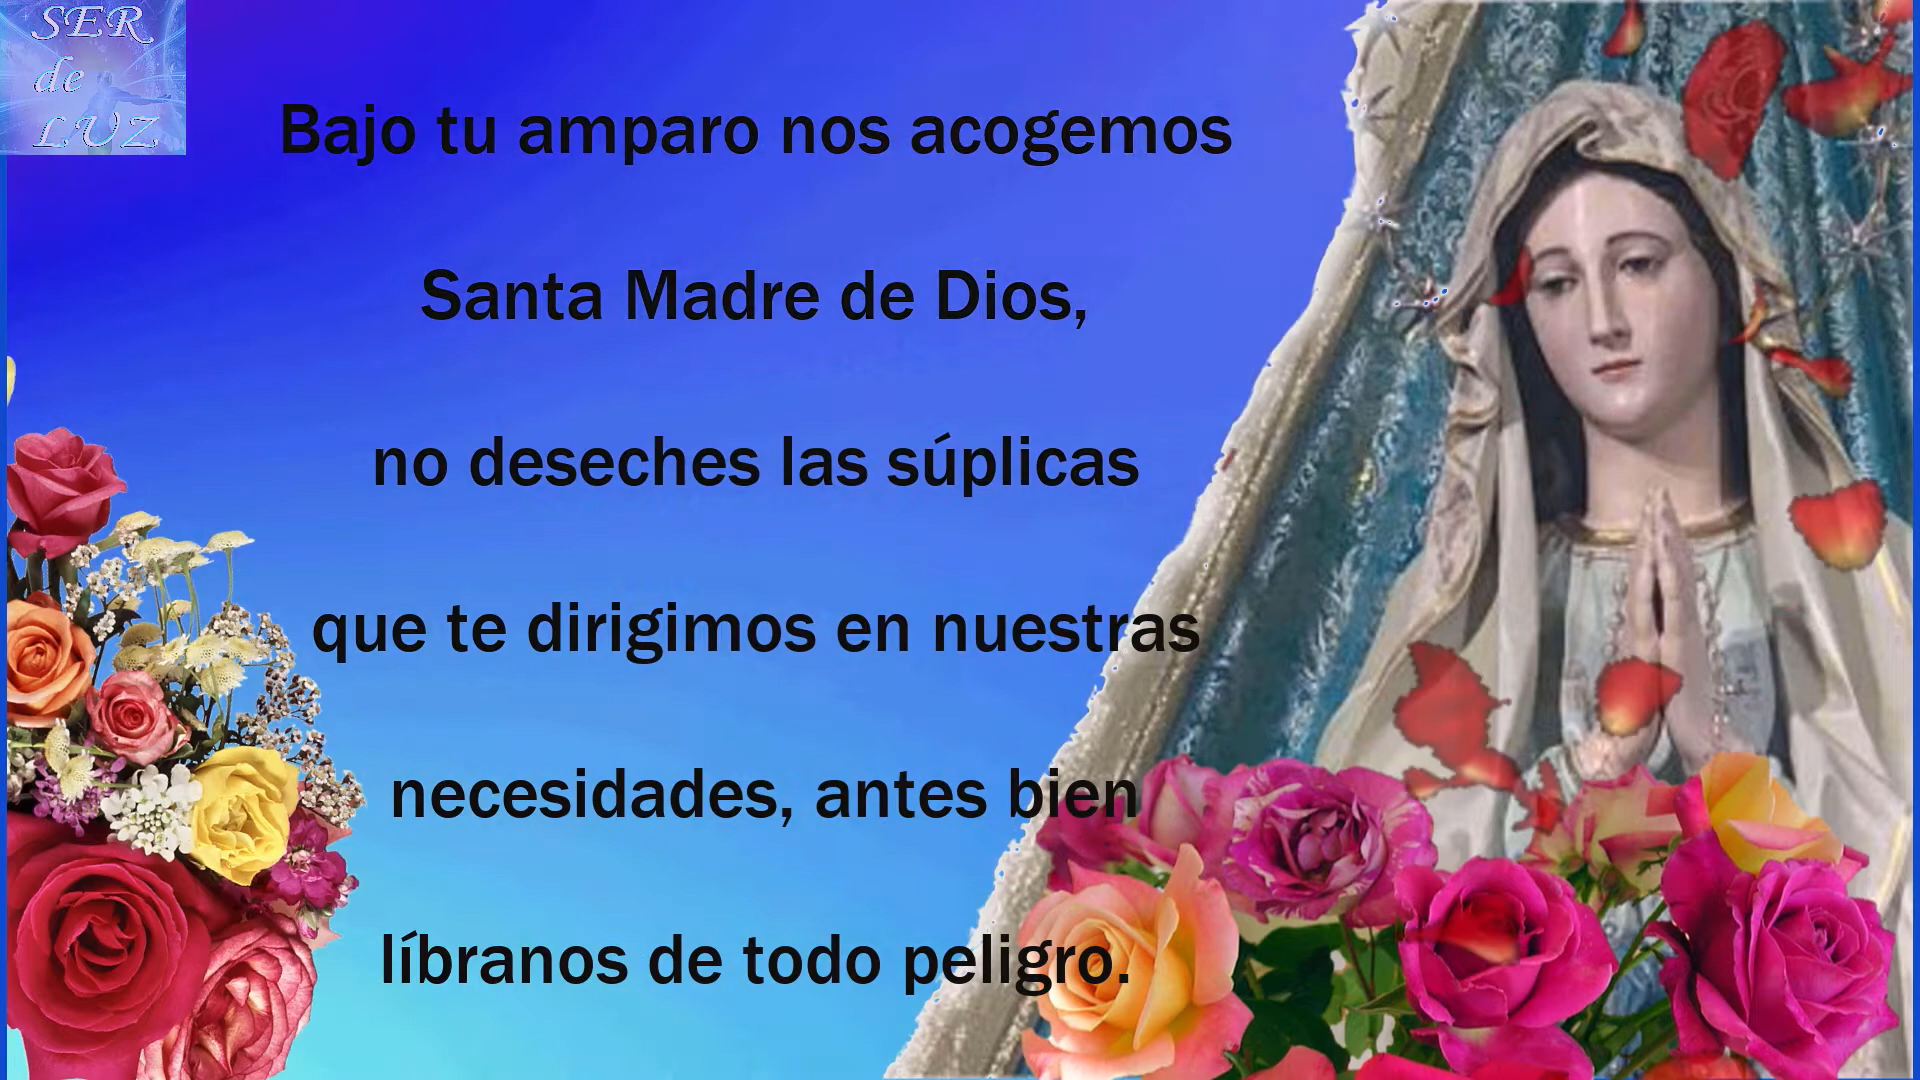 SER
de
LUZ
Bajo tu amparo nos acogemos
Santa Madre de Dios,
no deseches las súplicas
que te dirigimos en nuestras
necesidades, antes bien
líbranos de todo peligro.